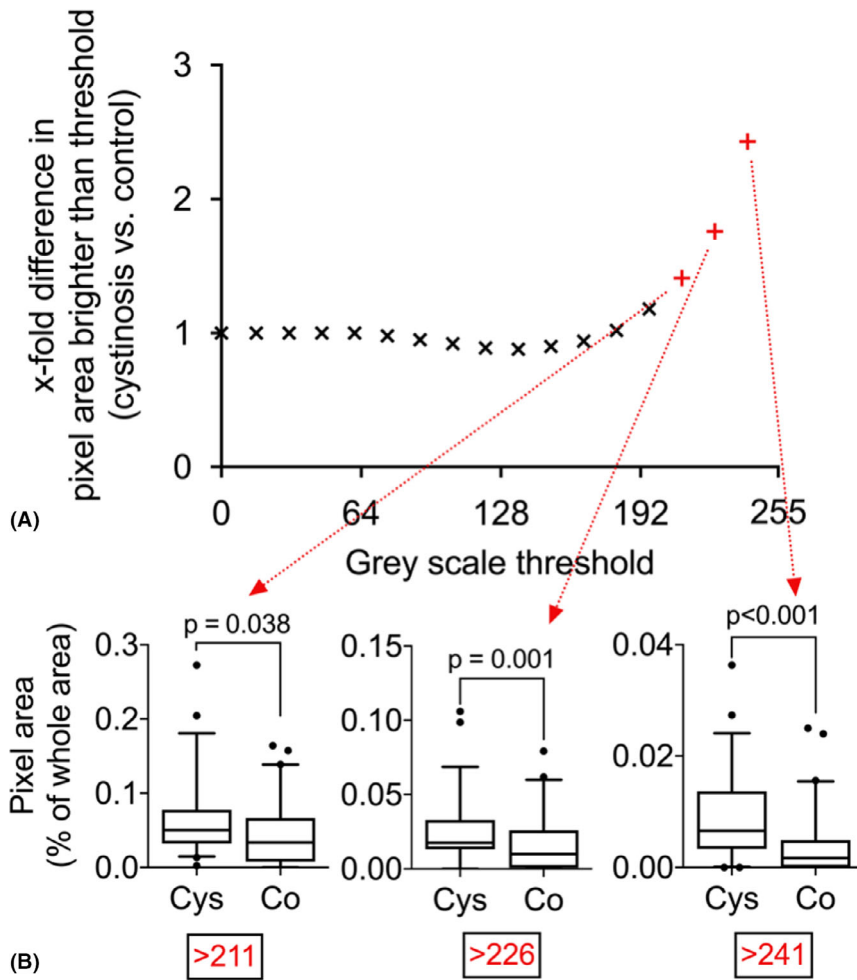 x-fold difference in
pixel area brighter than threshold
(cystinosis vs. control)
3
2
1
0
0 64 128 192 255
Grey scale threshold
(A)
Pixel area
(% of whole area)
p = 0.038
0.3
0.2
0.1
0.0
Cys Co
>211
p = 0.001
0.15
0.10
0.05
0.00
Cys Co
>226
p<0.001
0.04
0.02
0.00
Cys Co
>241
(B)